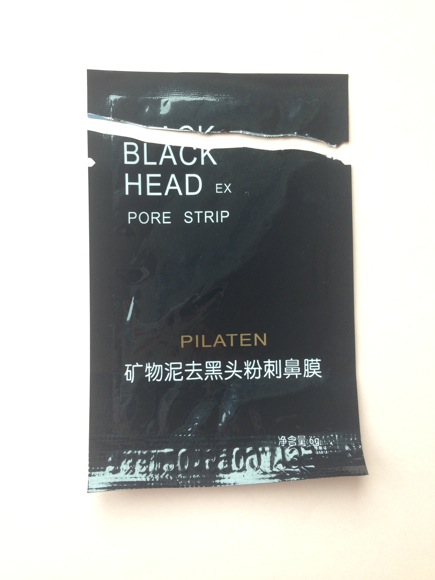 BLACK
BLACK
HEAD EX
PORE STRIP
PILATEN
矿物泥去黑头粉刺鼻膜
净含量:6g